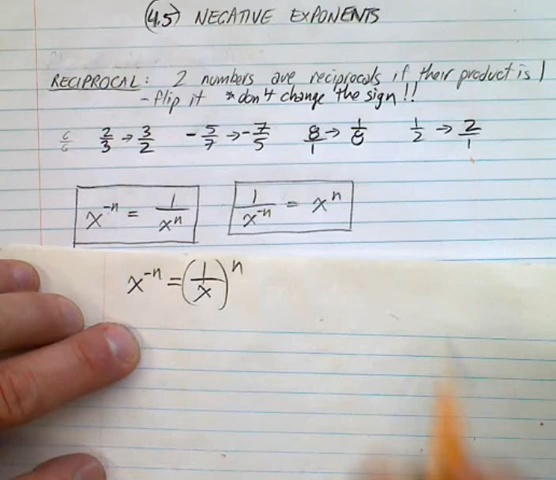 4.5) NEGATIVE EXPONENTS
RECIPROCAL: 2 numbers are reciprocals if their product is 1
- flip it * don't change the sign!!
2/3 → 3/2 -5/7 → -7/5 8/1 → 1/8 1/2 → 2/1
x⁻ⁿ = 1/xⁿ 1/x⁻ⁿ = xⁿ
x⁻ⁿ = (1/x)ⁿ